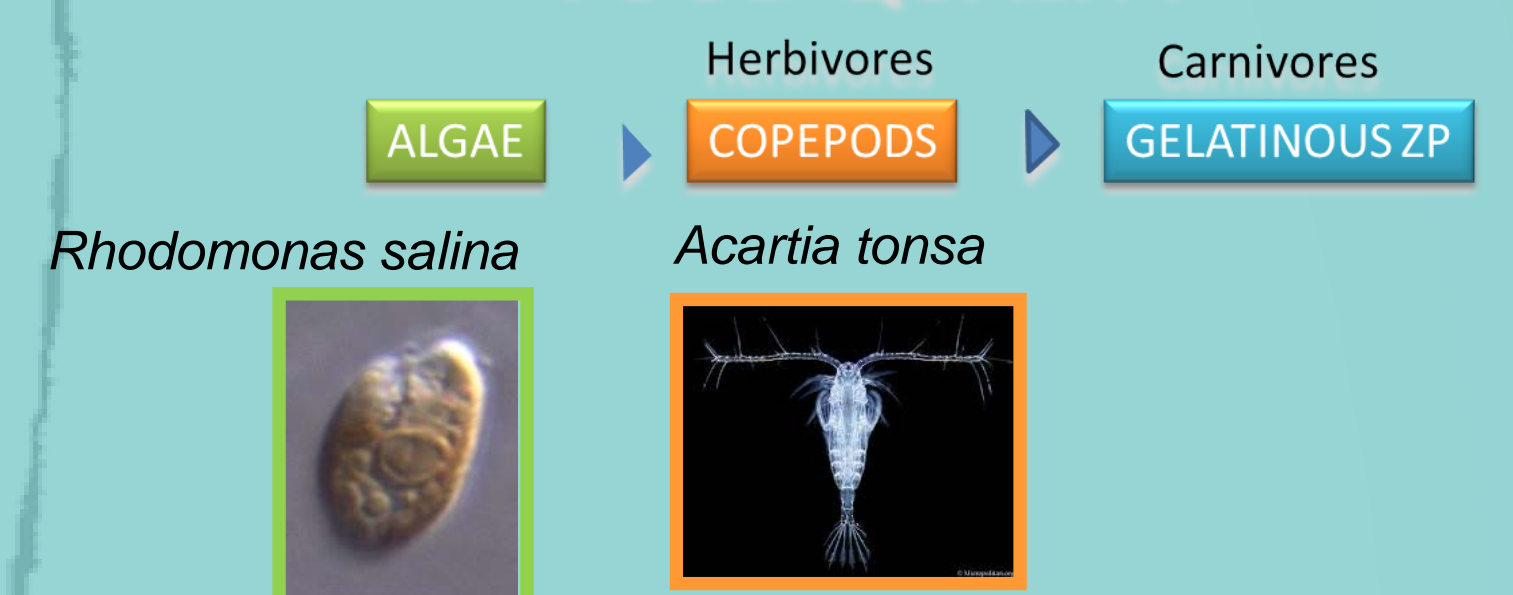 Herbivores Carnivores
ALGAE COPEPODS GELATINOUS ZP
Rhodomonas salina Acartia tonsa